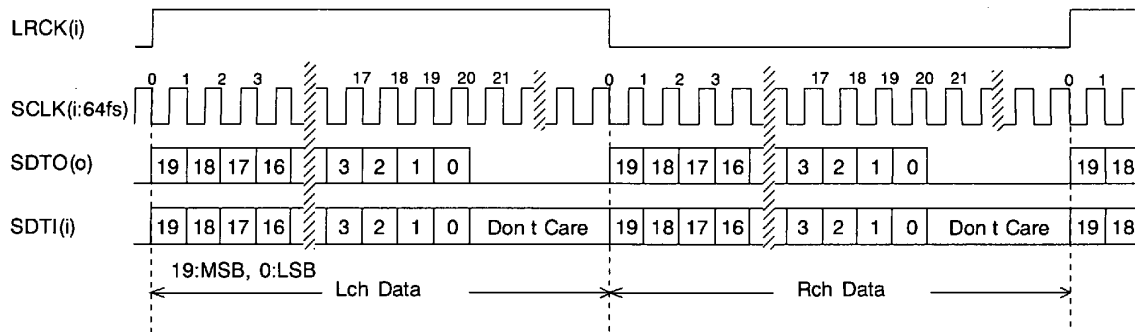 LRCK(i)
0 1 2 3 17 18 19 20 21 0 1 2 3 17 18 19 20 21 0 1
SCLK(i:64fs)
SDTO(o) 19 18 17 16 3 2 1 0 19 18 17 16 3 2 1 0 19 18
SDTI(i) 19 18 17 16 3 2 1 0 Don t Care 19 18 17 16 3 2 1 0 Don t Care 19 18
19:MSB, 0:LSB
Lch Data Rch Data